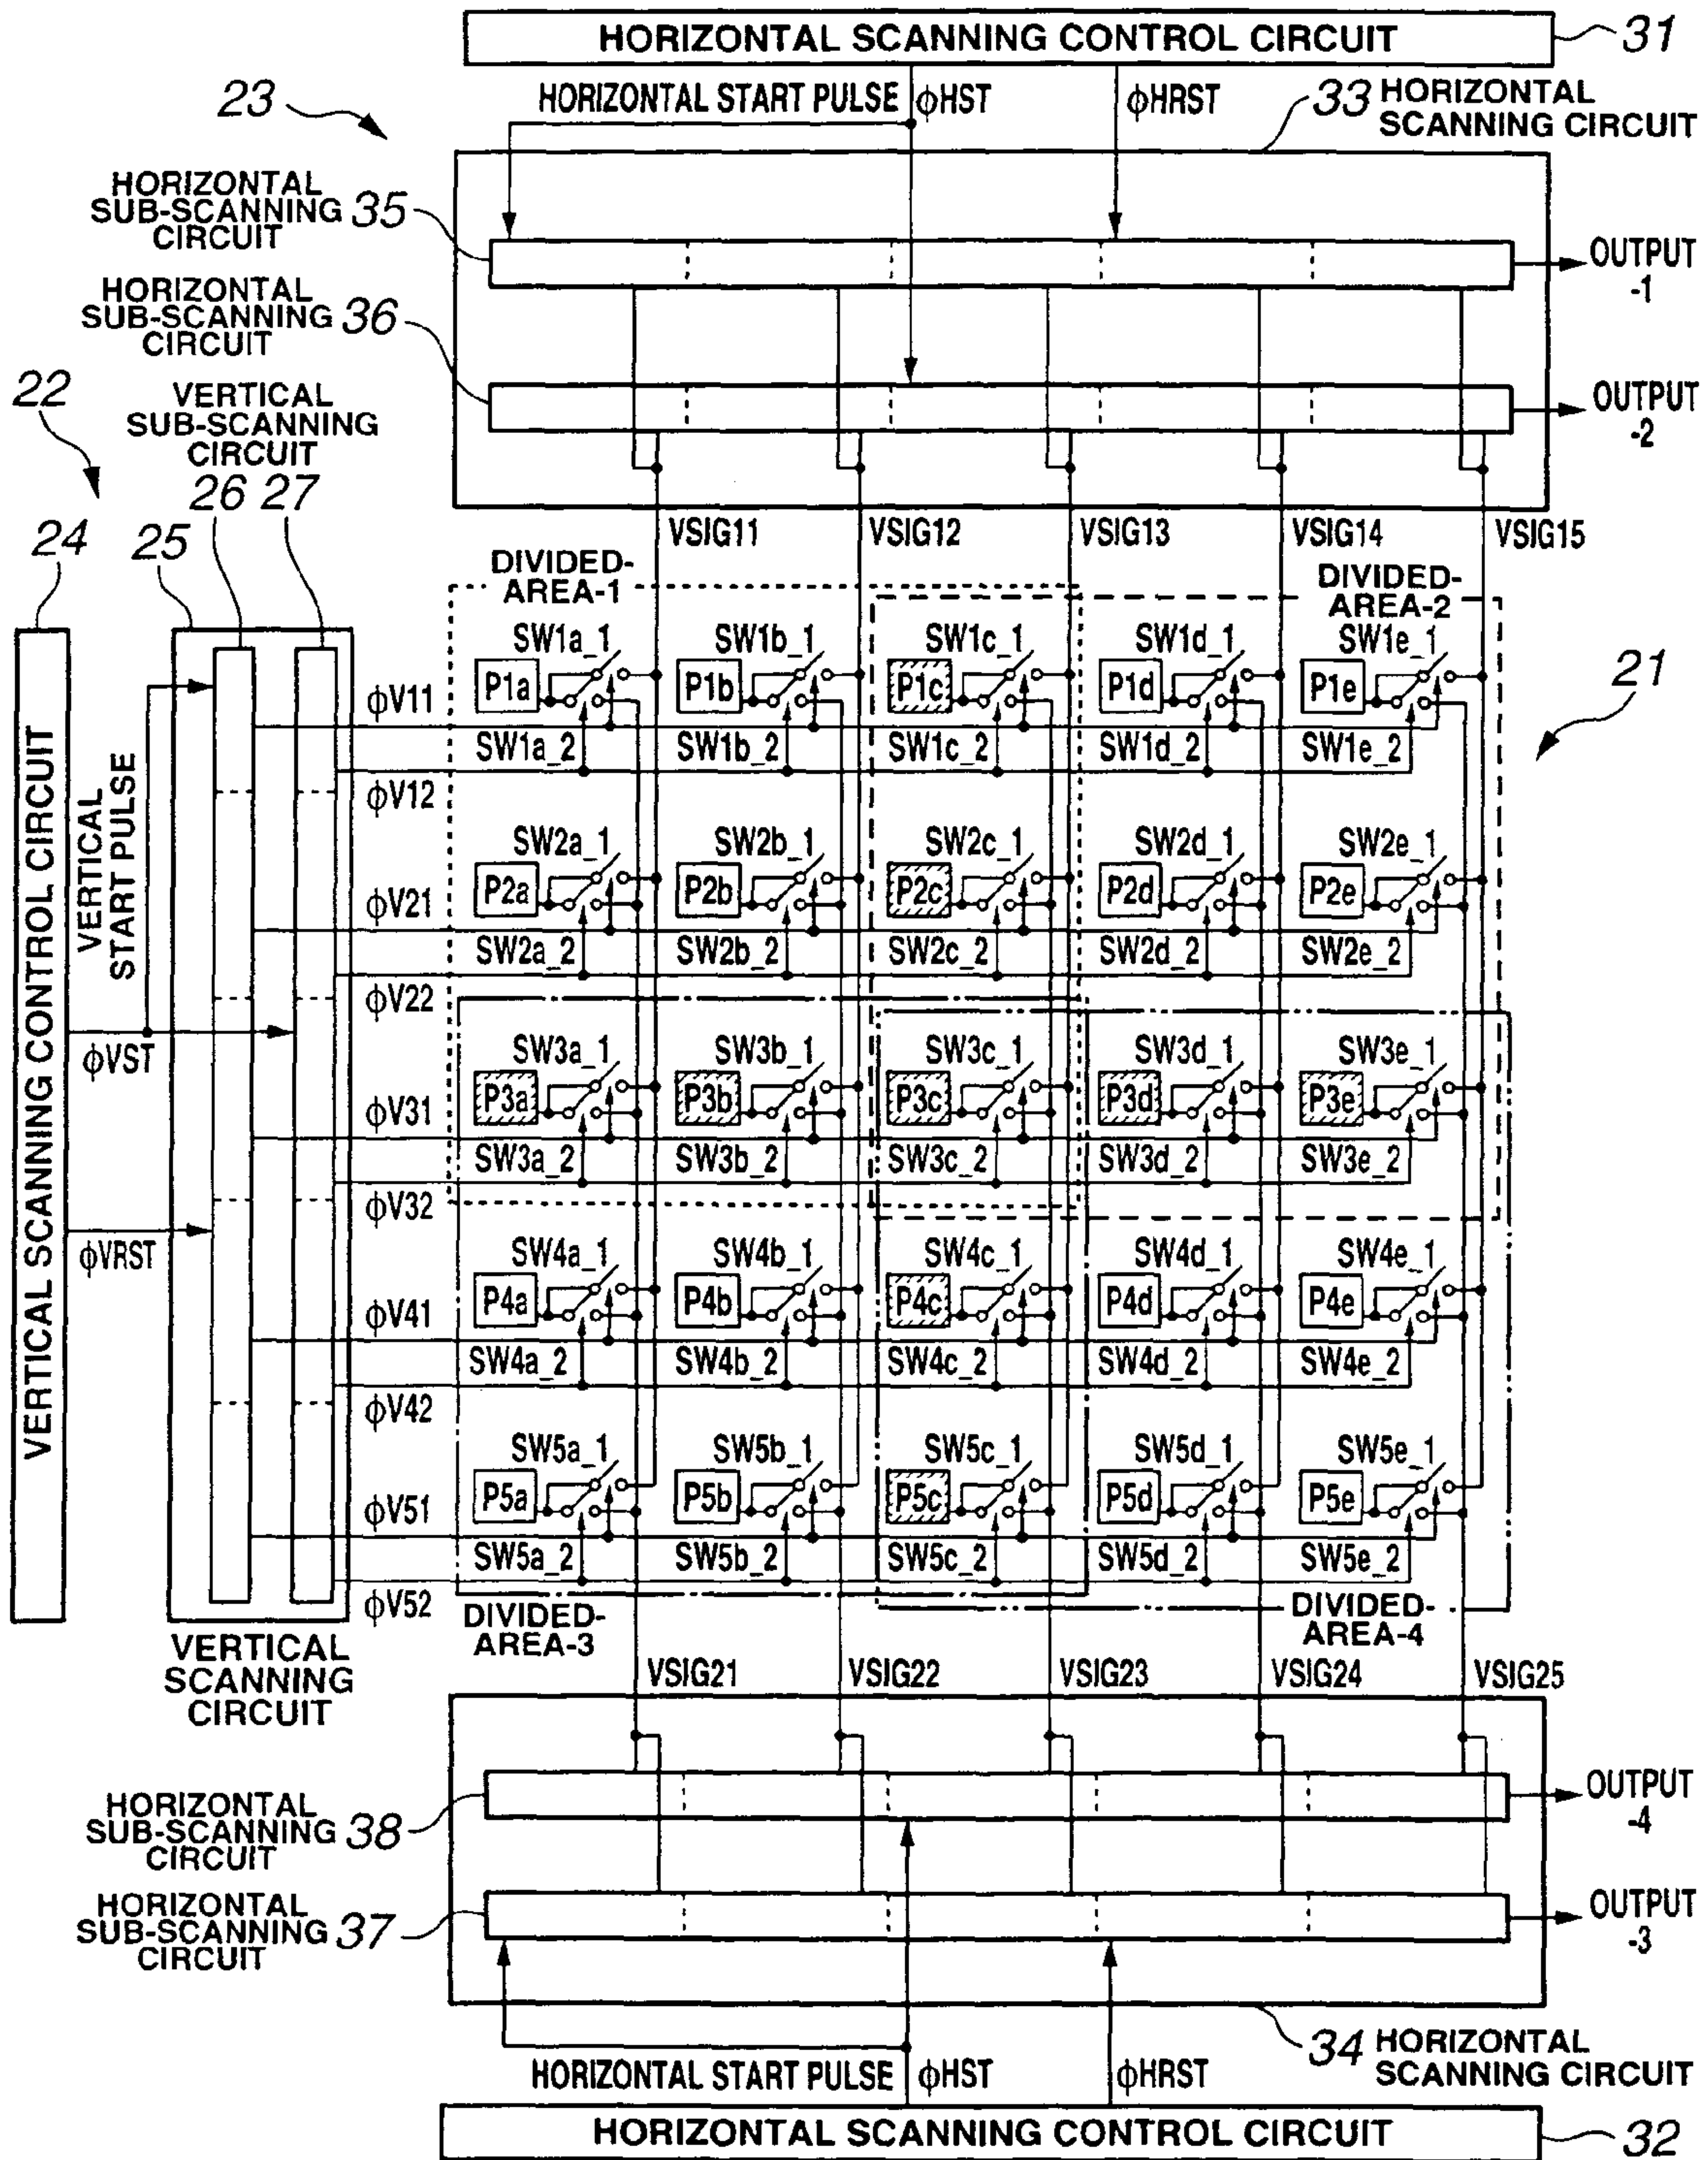 HORIZONTAL SCANNING CONTROL CIRCUIT
31
23
HORIZONTAL START PULSE
ϕHST
ϕHRST
33 HORIZONTAL
SCANNING CIRCUIT
HORIZONTAL
SUB-SCANNING
CIRCUIT
35
OUTPUT
-1
HORIZONTAL
SUB-SCANNING
CIRCUIT
36
OUTPUT
-2
22
VERTICAL
SUB-SCANNING
CIRCUIT
26 27
24
25
VSIG11 VSIG12 VSIG13 VSIG14 VSIG15
DIVIDED-
AREA-1
DIVIDED-
AREA-2
21
VERTICAL SCANNING CONTROL CIRCUIT
VERTICAL
START PULSE
SW1a_1 SW1b_1 SW1c_1 SW1d_1 SW1e_1
P1a P1b P1c P1d P1e
ϕV11
SW1a_2 SW1b_2 SW1c_2 SW1d_2 SW1e_2
ϕV12
SW2a_1 SW2b_1 SW2c_1 SW2d_1 SW2e_1
P2a P2b P2c P2d P2e
ϕV21
SW2a_2 SW2b_2 SW2c_2 SW2d_2 SW2e_2
ϕV22
ϕVST
SW3a_1 SW3b_1 SW3c_1 SW3d_1 SW3e_1
P3a P3b P3c P3d P3e
ϕV31
SW3a_2 SW3b_2 SW3c_2 SW3d_2 SW3e_2
ϕV32
ϕVRST
SW4a_1 SW4b_1 SW4c_1 SW4d_1 SW4e_1
P4a P4b P4c P4d P4e
ϕV41
SW4a_2 SW4b_2 SW4c_2 SW4d_2 SW4e_2
ϕV42
SW5a_1 SW5b_1 SW5c_1 SW5d_1 SW5e_1
P5a P5b P5c P5d P5e
ϕV51
SW5a_2 SW5b_2 SW5c_2 SW5d_2 SW5e_2
ϕV52
DIVIDED-
AREA-3
DIVIDED-
AREA-4
VERTICAL
SCANNING
CIRCUIT
VSIG21 VSIG22 VSIG23 VSIG24 VSIG25
HORIZONTAL
SUB-SCANNING
CIRCUIT
38
OUTPUT
-4
HORIZONTAL
SUB-SCANNING
CIRCUIT
37
OUTPUT
-3
34 HORIZONTAL
SCANNING CIRCUIT
HORIZONTAL START PULSE
ϕHST
ϕHRST
HORIZONTAL SCANNING CONTROL CIRCUIT
32